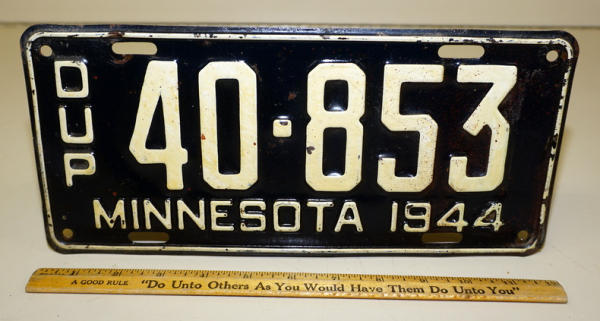 DUP
40·853
MINNESOTA 1944
A GOOD RULE "Do Unto Others As You Would Have Them Do Unto You"